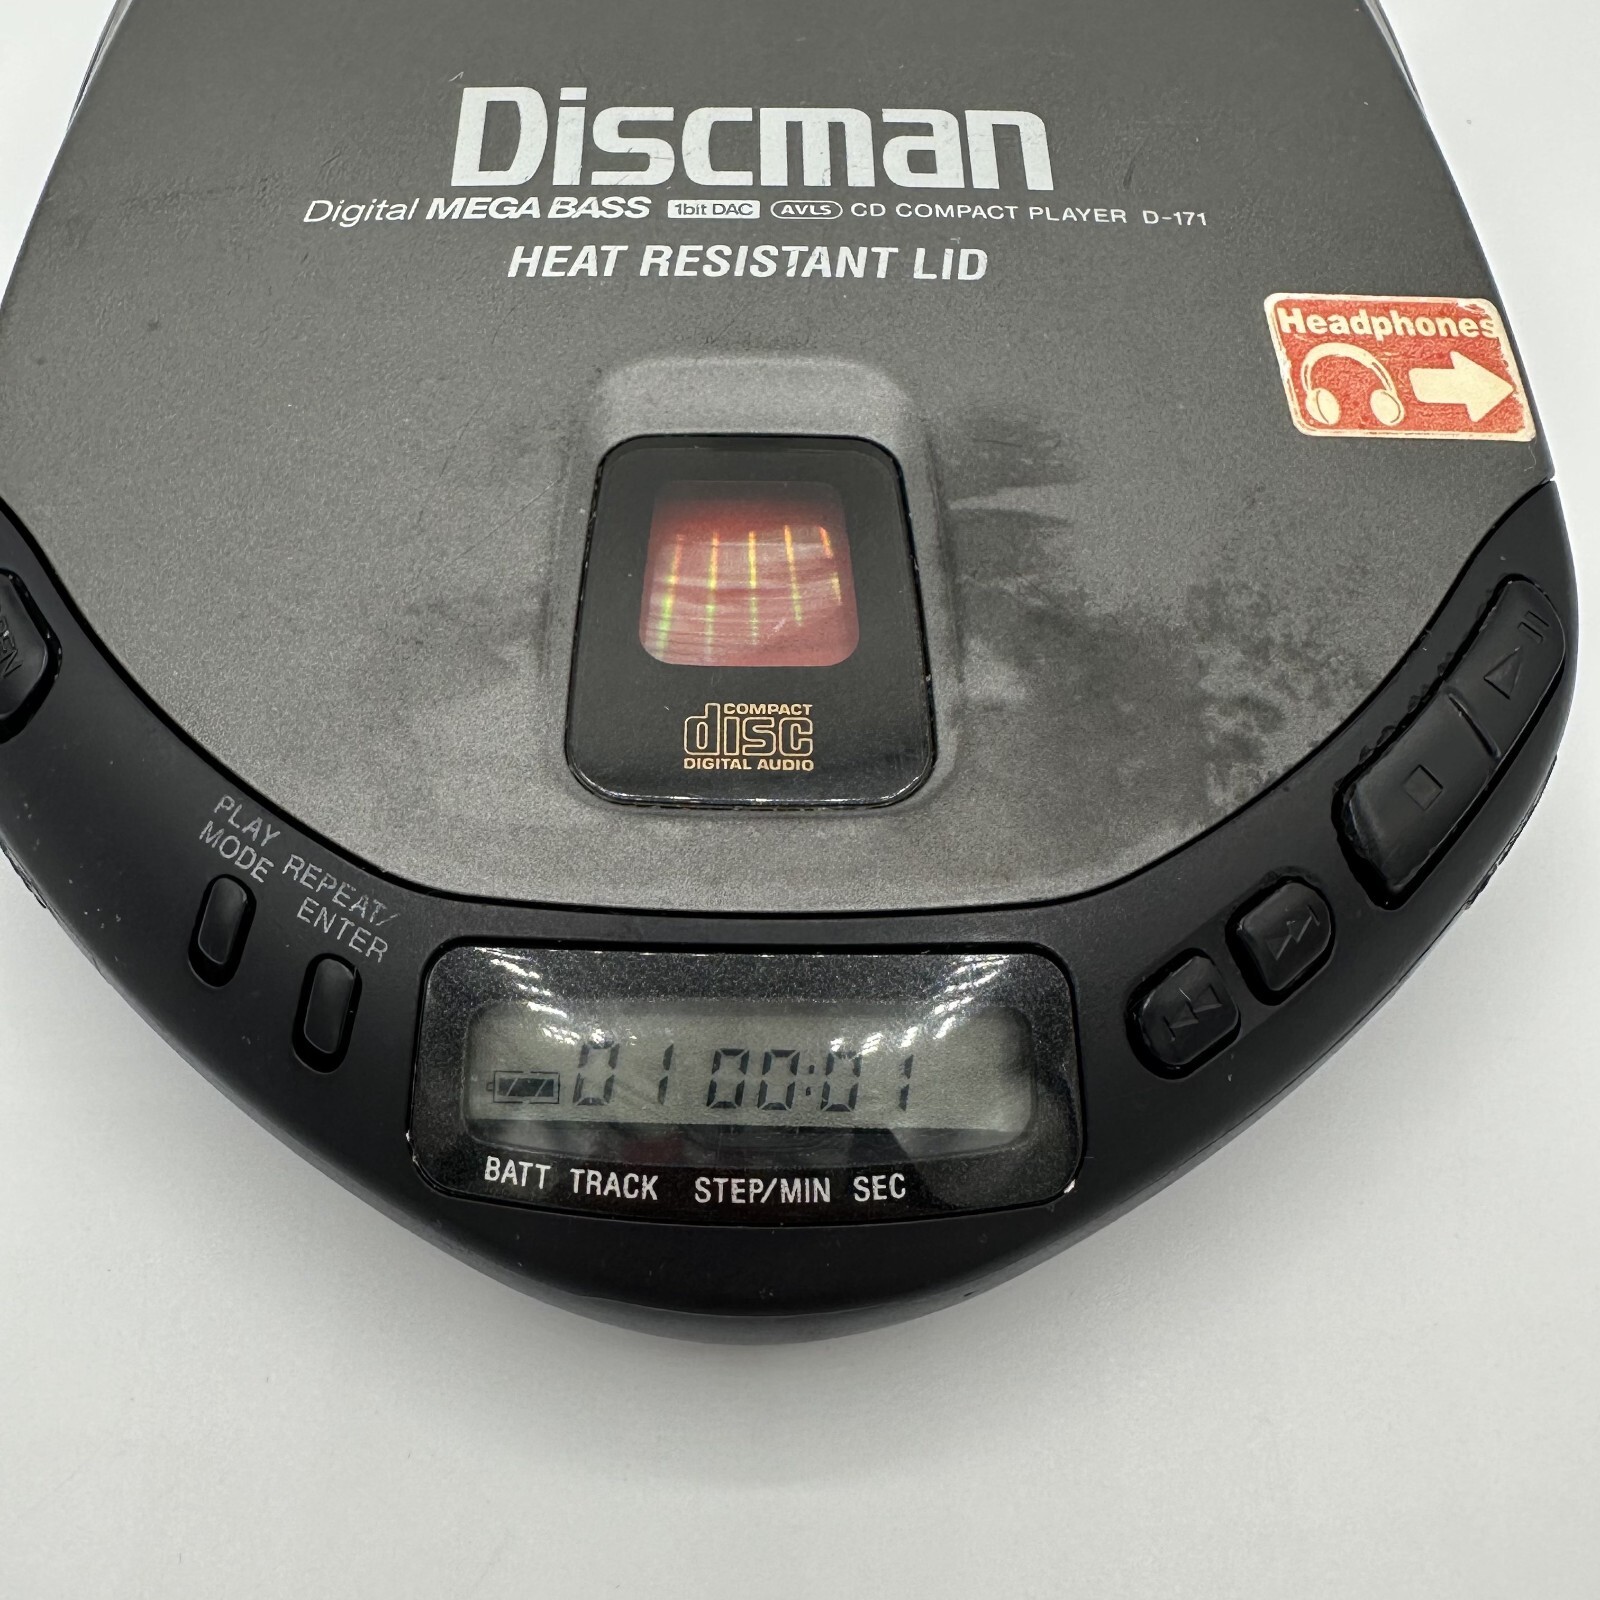 Discman
Digital MEGA BASS 1bit DAC AVLS CD COMPACT PLAYER D-171
HEAT RESISTANT LID
Headphones
COMPACT
disc
DIGITAL AUDIO
OPEN
PLAY
MODE
REPEAT/
ENTER
01 00:01
BATT TRACK STEP/MIN SEC